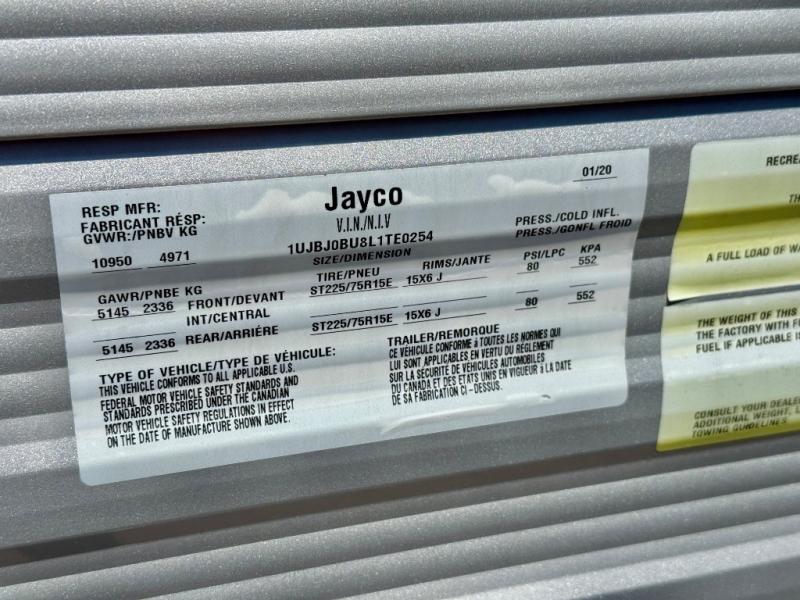 Jayco
01/20
RESP MFR:
FABRICANT RÉSP:
GVWR:/PNBV KG
10950 4971
V.I.N./N.I.V
1UJBJ0BU8L1TE0254
SIZE/DIMENSION
PRESS./COLD INFL.
PRESS./GONFL FROID
TIRE/PNEU RIMS/JANTE PSI/LPC KPA
GAWR/PNBE KG
5145 2336 FRONT/DEVANT ST225/75R15E 15X6 J 80 552
INT/CENTRAL
5145 2336 REAR/ARRIÉRE ST225/75R15E 15X6 J 80 552
TYPE OF VEHICLE/TYPE DE VÉHICULE:
THIS VEHICLE CONFORMS TO ALL APPLICABLE U.S.
FEDERAL MOTOR VEHICLE SAFETY STANDARDS AND
STANDARDS PRESCRIBED UNDER THE CANADIAN
MOTOR VEHICLE SAFETY REGULATIONS IN EFFECT
ON THE DATE OF MANUFACTURE SHOWN ABOVE.
TRAILER/REMORQUE
CE VÉHICULE CONFORME à TOUTES LES NORMES QUI
LUI SONT APPLICABLES EN VERTU DU RÈGLEMENT
SUR LA SÈCURITÈ DE VÈHICULES AUTOMOBILES
DU CANADA ET DES ETATS UNIS EN VIGUEUR à LA DATE
DE SA FABRICATION CI-DESSUS.
RECREA
TH
A FULL LOAD OF WA
THE WEIGHT OF THIS
THE FACTORY WITH F
FUEL IF APPLICABLE I
CONSULT YOUR DEALE
ADDITIONAL WEIGHT, L
TOWING GUIDELINES